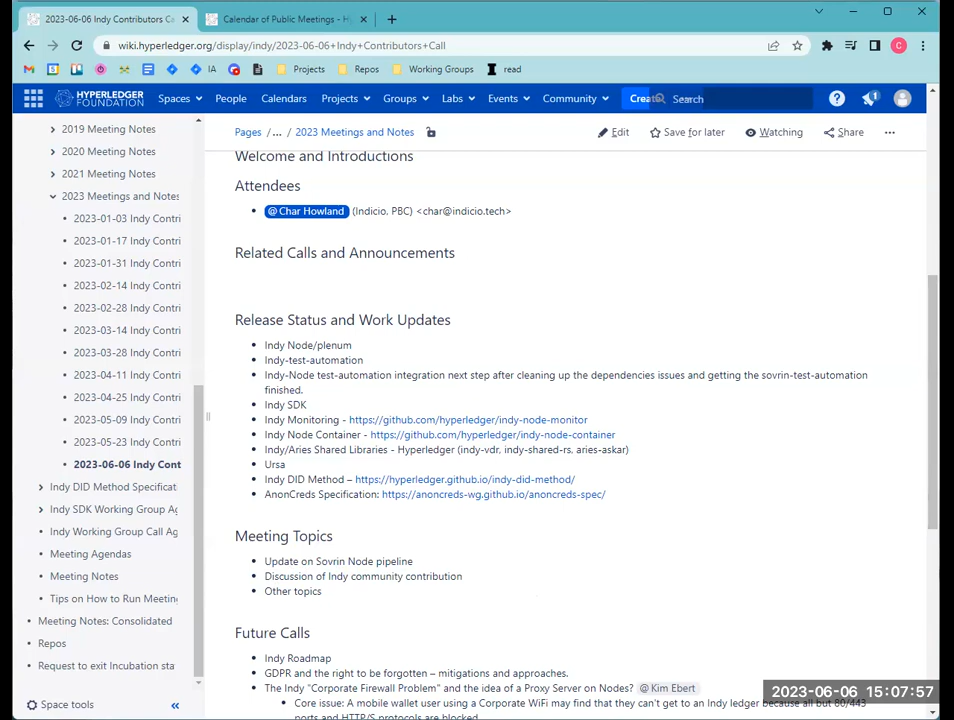 2023-06-06 Indy Contributors Ca
Calendar of Public Meetings - H
wiki.hyperledger.org/display/indy/2023-06-06+Indy+Contributors+Call
C
IA
Projects
Repos
Working Groups
read
HYPERLEDGER
FOUNDATION
Spaces
People
Calendars
Projects
Groups
Labs
Events
Community
Create
Search
1
2019 Meeting Notes
2020 Meeting Notes
2021 Meeting Notes
2023 Meetings and Notes
2023-01-03 Indy Contri
2023-01-17 Indy Contri
2023-01-31 Indy Contri
2023-02-14 Indy Contri
2023-02-28 Indy Contri
2023-03-14 Indy Contri
2023-03-28 Indy Contri
2023-04-11 Indy Contri
2023-04-25 Indy Contri
2023-05-09 Indy Contri
2023-05-23 Indy Contri
2023-06-06 Indy Cont
Indy DID Method Specificat
Indy SDK Working Group Ag
Indy Working Group Call Ag
Meeting Agendas
Meeting Notes
Tips on How to Run Meetin
Meeting Notes: Consolidated
Repos
Request to exit Incubation sta
Space tools
Pages /... / 2023 Meetings and Notes
Edit
Save for later
Watching
Share
Welcome and Introductions
Attendees
@Char Howland (Indicio, PBC) <char@indicio.tech>
Related Calls and Announcements
Release Status and Work Updates
Indy Node/plenum
Indy-test-automation
Indy-Node test-automation integration next step after cleaning up the dependencies issues and getting the sovrin-test-automation
finished.
Indy SDK
Indy Monitoring - https://github.com/hyperledger/indy-node-monitor
Indy Node Container - https://github.com/hyperledger/indy-node-container
Indy/Aries Shared Libraries - Hyperledger (indy-vdr, indy-shared-rs, aries-askar)
Ursa
Indy DID Method – https://hyperledger.github.io/indy-did-method/
AnonCreds Specification: https://anoncreds-wg.github.io/anoncreds-spec/
Meeting Topics
Update on Sovrin Node pipeline
Discussion of Indy community contribution
Other topics
Future Calls
Indy Roadmap
GDPR and the right to be forgotten – mitigations and approaches.
The Indy "Corporate Firewall Problem" and the idea of a Proxy Server on Nodes? @Kim Ebert
Core issue: A mobile wallet user using a Corporate WiFi may find that they can't get to an Indy ledger because all but 80/443
ports and HTTP/S protocols are blocked.
2023-06-06 15:07:57